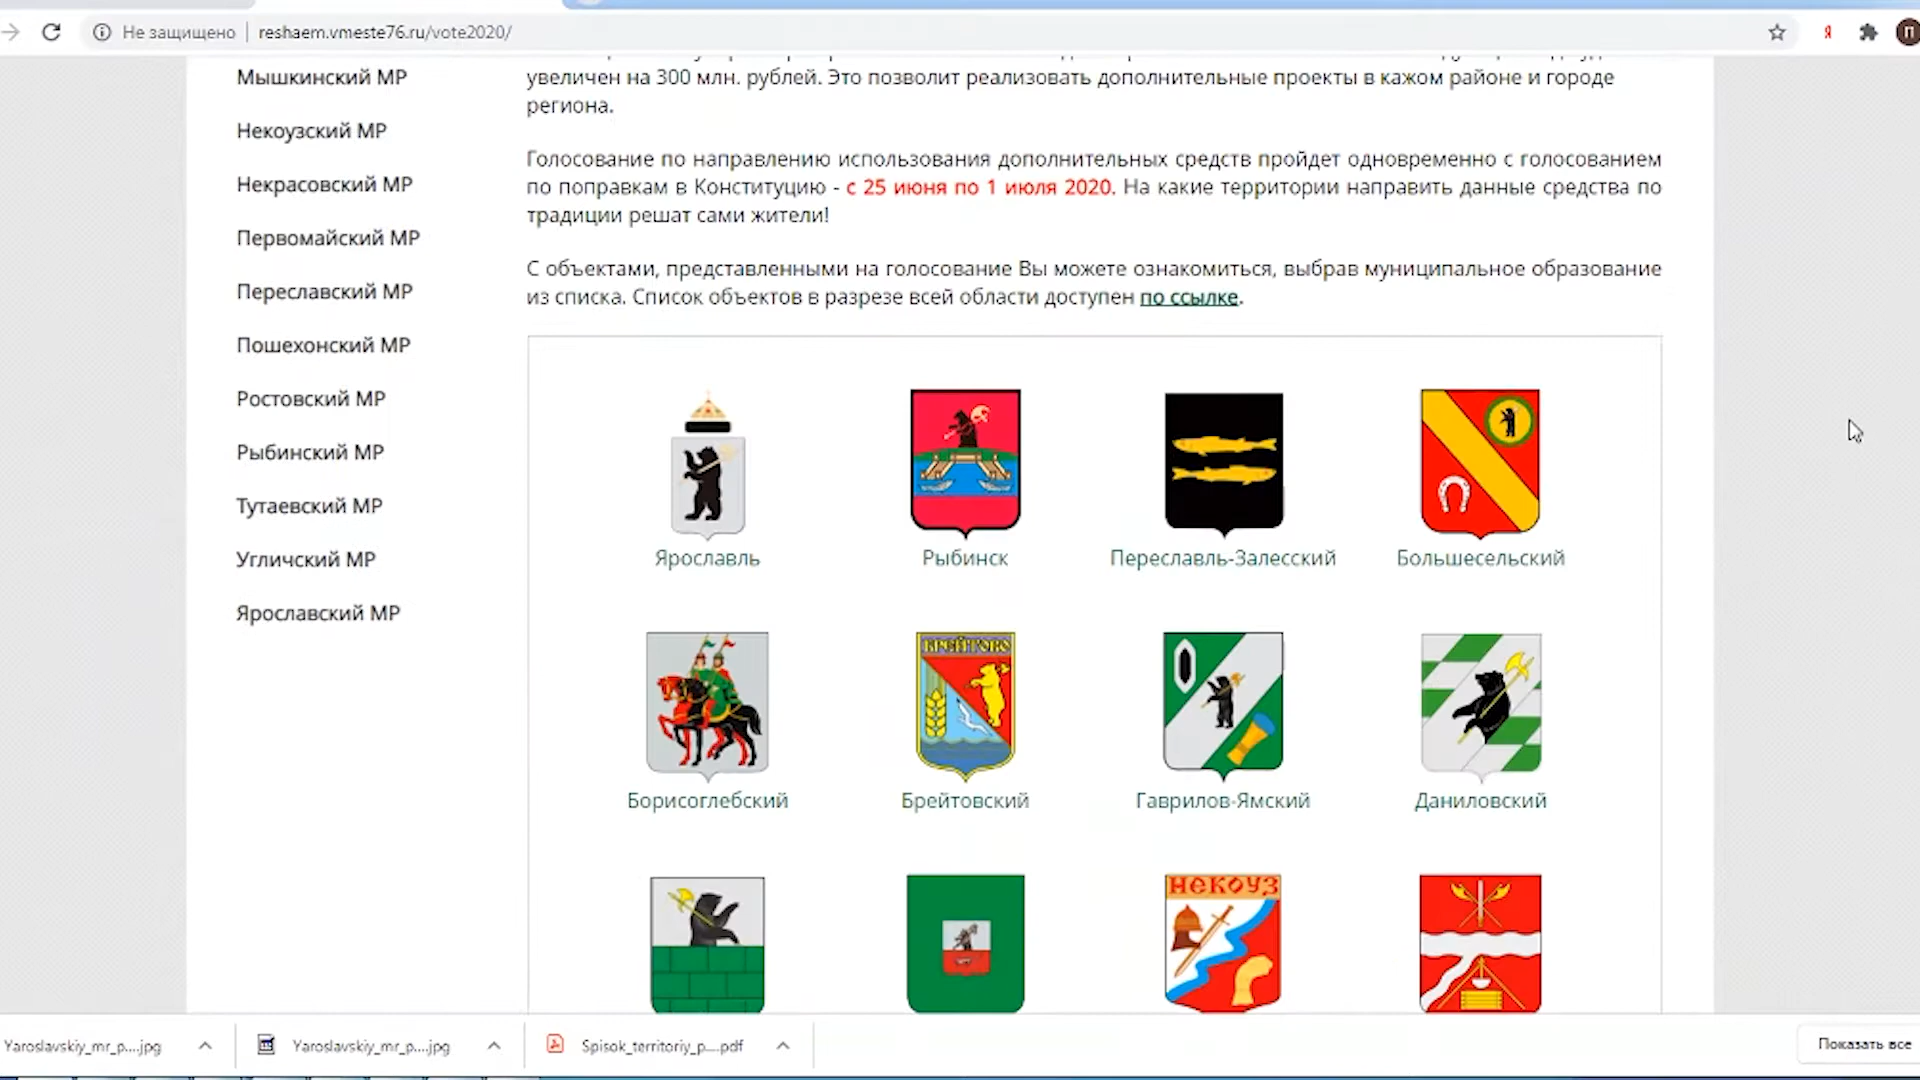 Не защищено
reshaem.vmeste76.ru/vote2020/
Я
П
Мышкинский МР
Некоузский МР
Некрасовский МР
Первомайский МР
Переславский МР
Пошехонский МР
Ростовский МР
Рыбинский МР
Тутаевский МР
Угличский МР
Ярославский МР
увеличен на 300 млн. рублей. Это позволит реализовать дополнительные проекты в кажом районе и городе
региона.
Голосование по направлению использования дополнительных средств пройдет одновременно с голосованием
по поправкам в Конституцию - с 25 июня по 1 июля 2020. На какие территории направить данные средства по
традиции решат сами жители!
С объектами, представленными на голосование Вы можете ознакомиться, выбрав муниципальное образование
из списка. Список объектов в разрезе всей области доступен по ссылке.
Ярославль
Рыбинск
Переславль-Залесский
Большесельский
БРЕЙТОВО
Борисоглебский
Брейтовский
Гаврилов-Ямский
Даниловский
НЕКОУЗ
Yaroslavskiy_mr_p....jpg
Yaroslavskiy_mr_p....jpg
Spisok_territoriy_p....pdf
Показать все